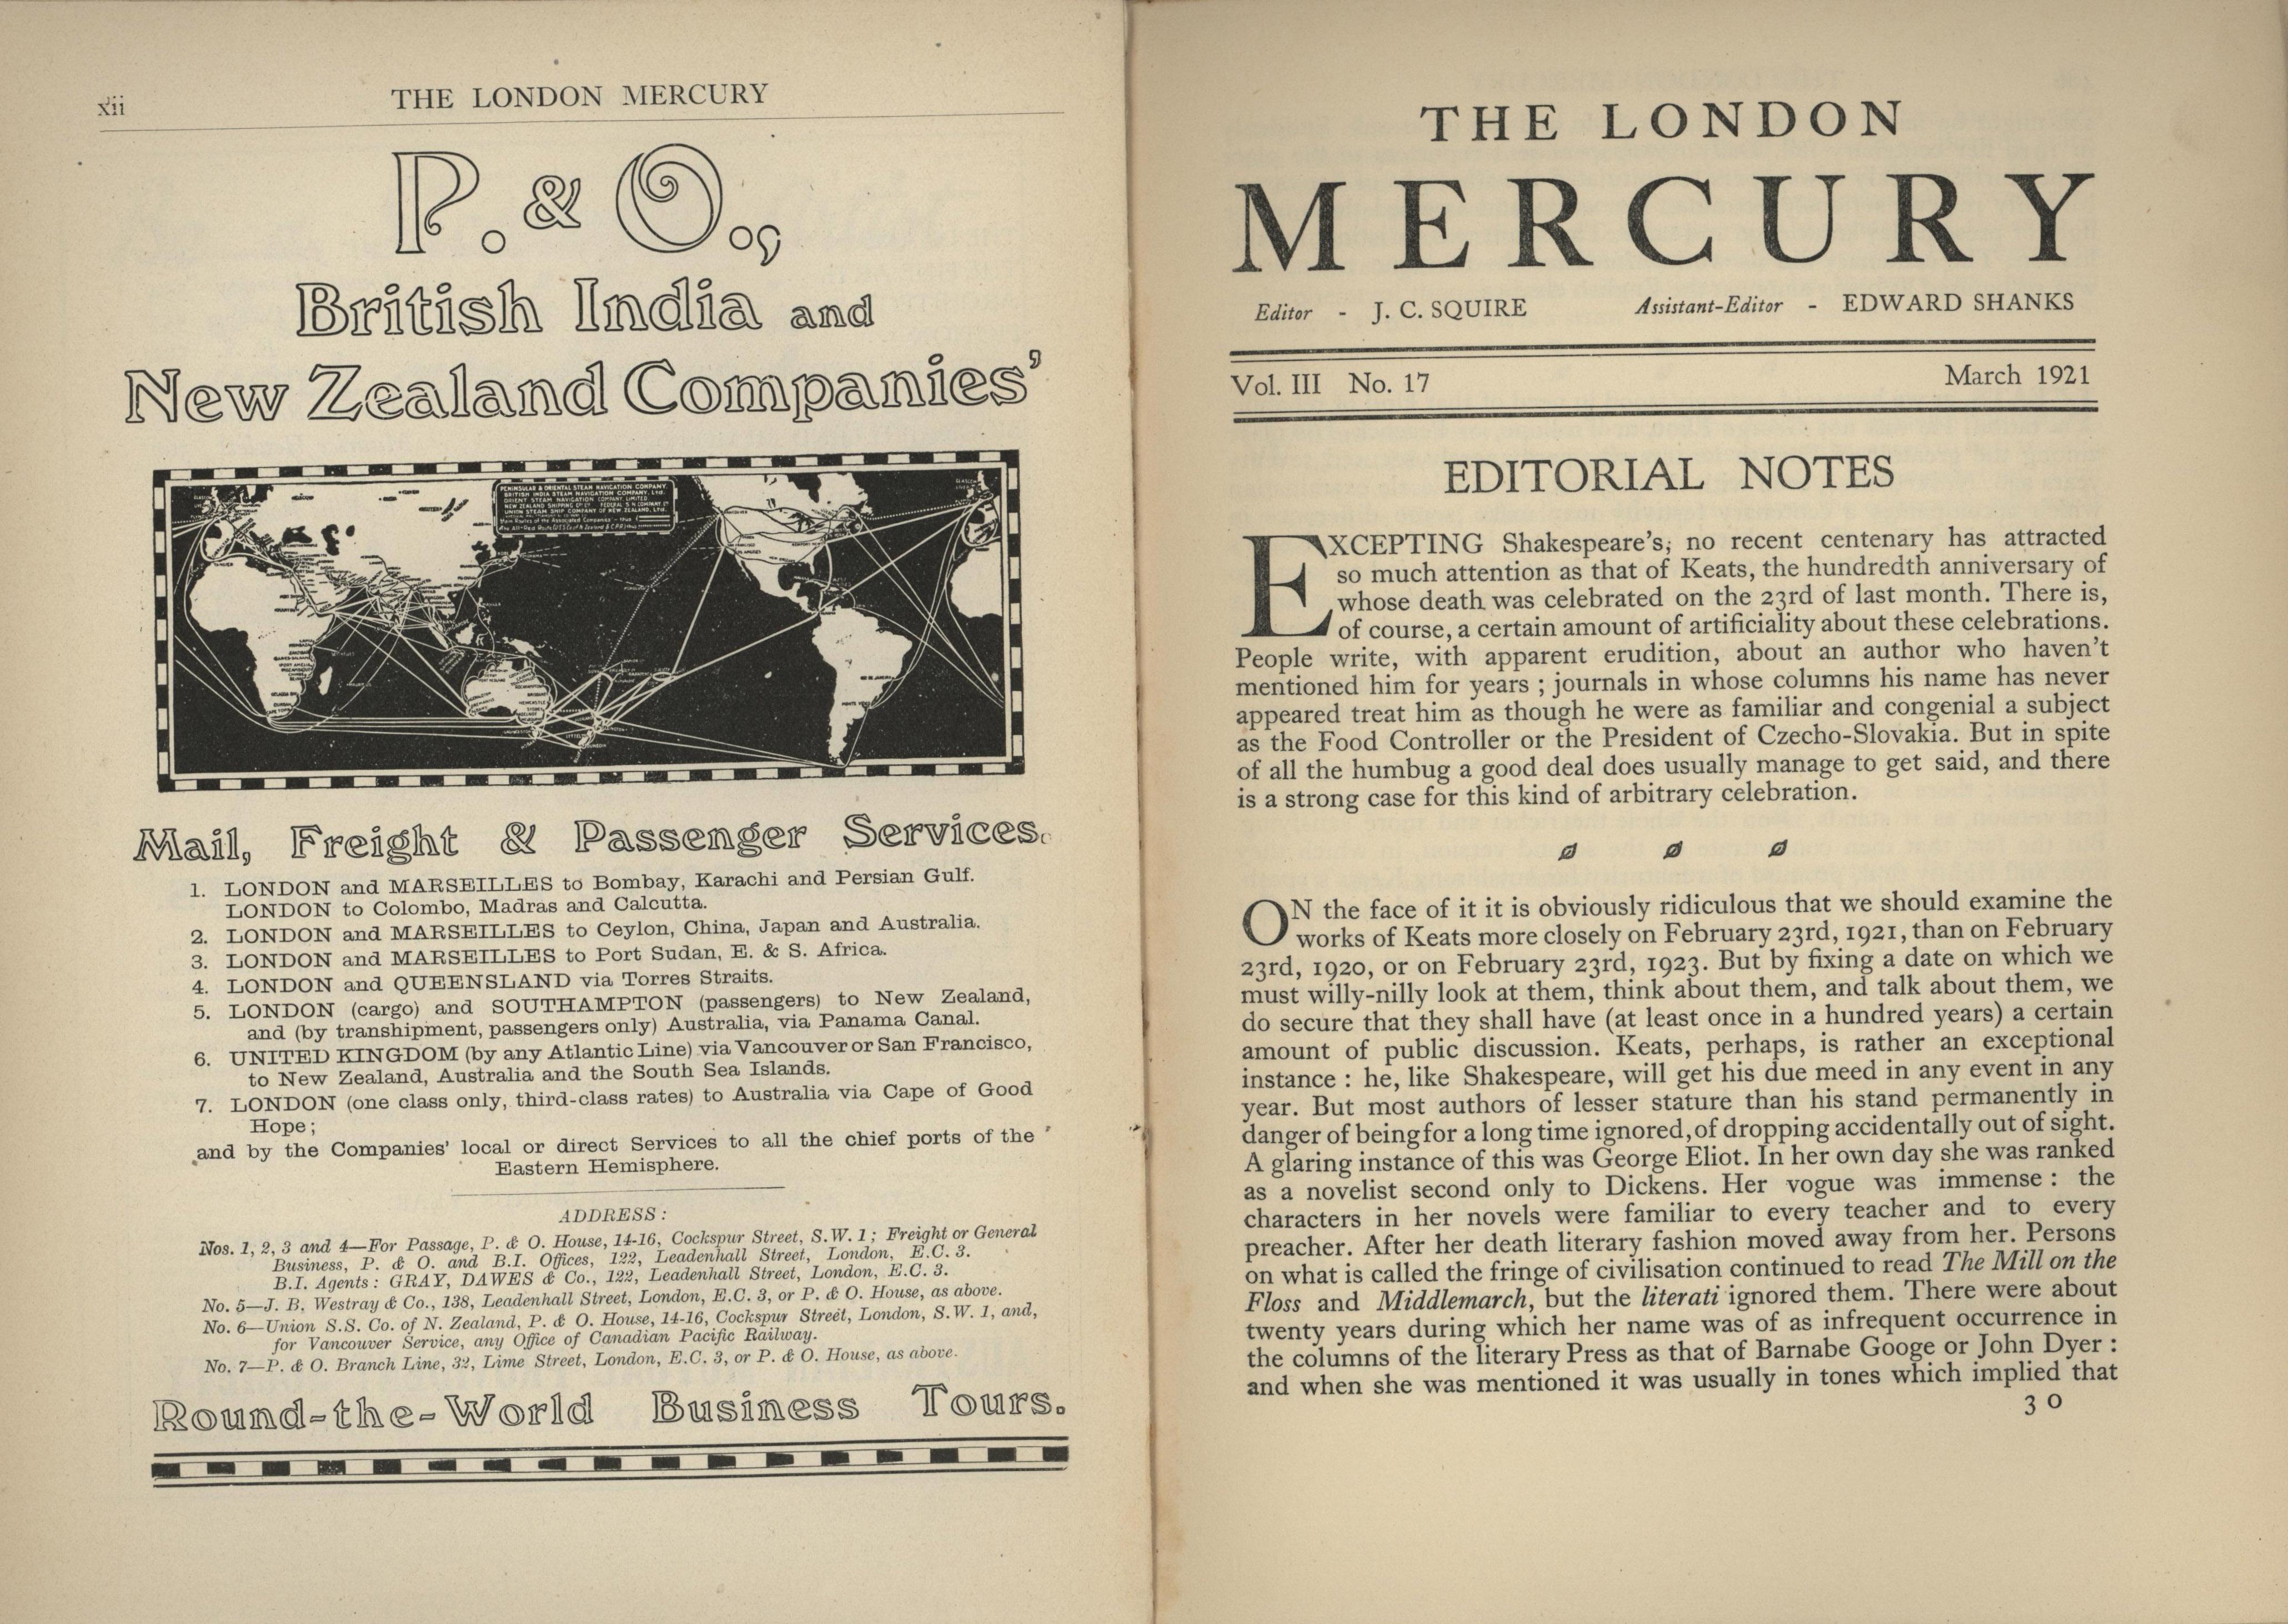 xii
THE LONDON MERCURY
P. & O.,
British India and
New Zealand Companies'
PENINSULAR & ORIENTAL STEAM NAVIGATION COMPANY.
BRITISH INDIA STEAM NAVIGATION COMPANY, Ltd.
ORIENT STEAM NAVIGATION COMPANY, LIMITED
UNION STEAM SHIP COMPANY OF NEW ZEALAND, Ltd.
Mail, Freight & Passenger Services.
1. LONDON and MARSEILLES to Bombay, Karachi and Persian Gulf.
LONDON to Colombo, Madras and Calcutta.
2. LONDON and MARSEILLES to Ceylon, China, Japan and Australia.
3. LONDON and MARSEILLES to Port Sudan, E. & S. Africa.
4. LONDON and QUEENSLAND via Torres Straits.
5. LONDON (cargo) and SOUTHAMPTON (passengers) to New Zealand,
and (by transhipment, passengers only) Australia, via Panama Canal.
6. UNITED KINGDOM (by any Atlantic Line) via Vancouver or San Francisco,
to New Zealand, Australia and the South Sea Islands.
7. LONDON (one class only, third-class rates) to Australia via Cape of Good
Hope;
and by the Companies' local or direct Services to all the chief ports of the
Eastern Hemisphere.
ADDRESS:
Nos. 1, 2, 3 and 4—For Passage, P. & O. House, 14-16, Cockspur Street, S.W. 1; Freight or General
Business, P. & O. and B.I. Offices, 122, Leadenhall Street, London, E.C. 3.
B.I. Agents: GRAY, DAWES & Co., 122, Leadenhall Street, London, E.C. 3.
No. 5—J. B. Westray & Co., 138, Leadenhall Street, London, E.C. 3, or P. & O. House, as above.
No. 6—Union S.S. Co. of N. Zealand, P. & O. House, 14-16, Cockspur Street, London, S.W. 1, and,
for Vancouver Service, any Office of Canadian Pacific Railway.
No. 7—P. & O. Branch Line, 32, Lime Street, London, E.C. 3, or P. & O. House, as above.
Round-the-World Business Tours.
THE LONDON
MERCURY
Editor - J. C. SQUIRE Assistant-Editor - EDWARD SHANKS
Vol. III No. 17 March 1921
EDITORIAL NOTES
EXCEPTING Shakespeare's, no recent centenary has attracted
so much attention as that of Keats, the hundredth anniversary of
whose death was celebrated on the 23rd of last month. There is,
of course, a certain amount of artificiality about these celebrations.
People write, with apparent erudition, about an author who haven't
mentioned him for years ; journals in whose columns his name has never
appeared treat him as though he were as familiar and congenial a subject
as the Food Controller or the President of Czecho-Slovakia. But in spite
of all the humbug a good deal does usually manage to get said, and there
is a strong case for this kind of arbitrary celebration.
ON the face of it it is obviously ridiculous that we should examine the
works of Keats more closely on February 23rd, 1921, than on February
23rd, 1920, or on February 23rd, 1923. But by fixing a date on which we
must willy-nilly look at them, think about them, and talk about them, we
do secure that they shall have (at least once in a hundred years) a certain
amount of public discussion. Keats, perhaps, is rather an exceptional
instance : he, like Shakespeare, will get his due meed in any event in any
year. But most authors of lesser stature than his stand permanently in
danger of being for a long time ignored, of dropping accidentally out of sight.
A glaring instance of this was George Eliot. In her own day she was ranked
as a novelist second only to Dickens. Her vogue was immense : the
characters in her novels were familiar to every teacher and to every
preacher. After her death literary fashion moved away from her. Persons
on what is called the fringe of civilisation continued to read The Mill on the
Floss and Middlemarch, but the literati ignored them. There were about
twenty years during which her name was of as infrequent occurrence in
the columns of the literary Press as that of Barnabe Googe or John Dyer :
and when she was mentioned it was usually in tones which implied that
3 O